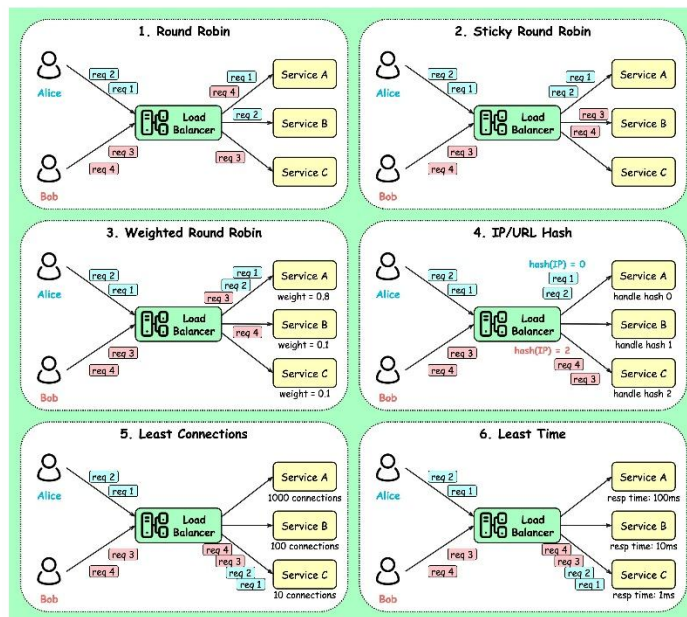 1. Round Robin
req 2
req 1
Alice
req 1
req 4
Service A
req 2
Load
Balancer
Service B
req 3
req 4
Bob
req 3
Service C
2. Sticky Round Robin
req 2
req 1
Alice
req 1
req 2
Service A
Load
Balancer
req 3
req 4
Service B
req 3
req 4
Bob
Service C
3. Weighted Round Robin
req 2
req 1
Alice
req 1
req 2
req 3
Service A
weight = 0.8
Load
Balancer
req 4
Service B
weight = 0.1
req 3
req 4
Bob
Service C
weight = 0.1
4. IP/URL Hash
req 2
req 1
Alice
hash(IP) = 0
req 1
req 2
Service A
handle hash 0
Load
Balancer
Service B
handle hash 1
req 3
req 4
Bob
hash(IP) = 2
req 4
req 3
Service C
handle hash 2
5. Least Connections
req 2
req 1
Alice
Service A
1000 connections
Load
Balancer
Service B
100 connections
req 3
req 4
Bob
req 4
req 3
req 2
req 1
Service C
10 connections
6. Least Time
req 2
req 1
Alice
Service A
resp time: 100ms
Load
Balancer
Service B
resp time: 10ms
req 3
req 4
Bob
req 4
req 3
req 2
req 1
Service C
resp time: 1ms